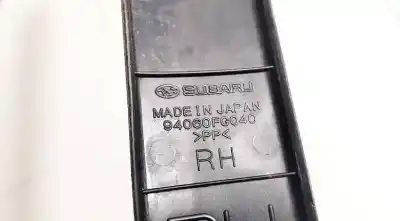 SUBARU
MADE IN JAPAN
94060FG040
>PP<
RH